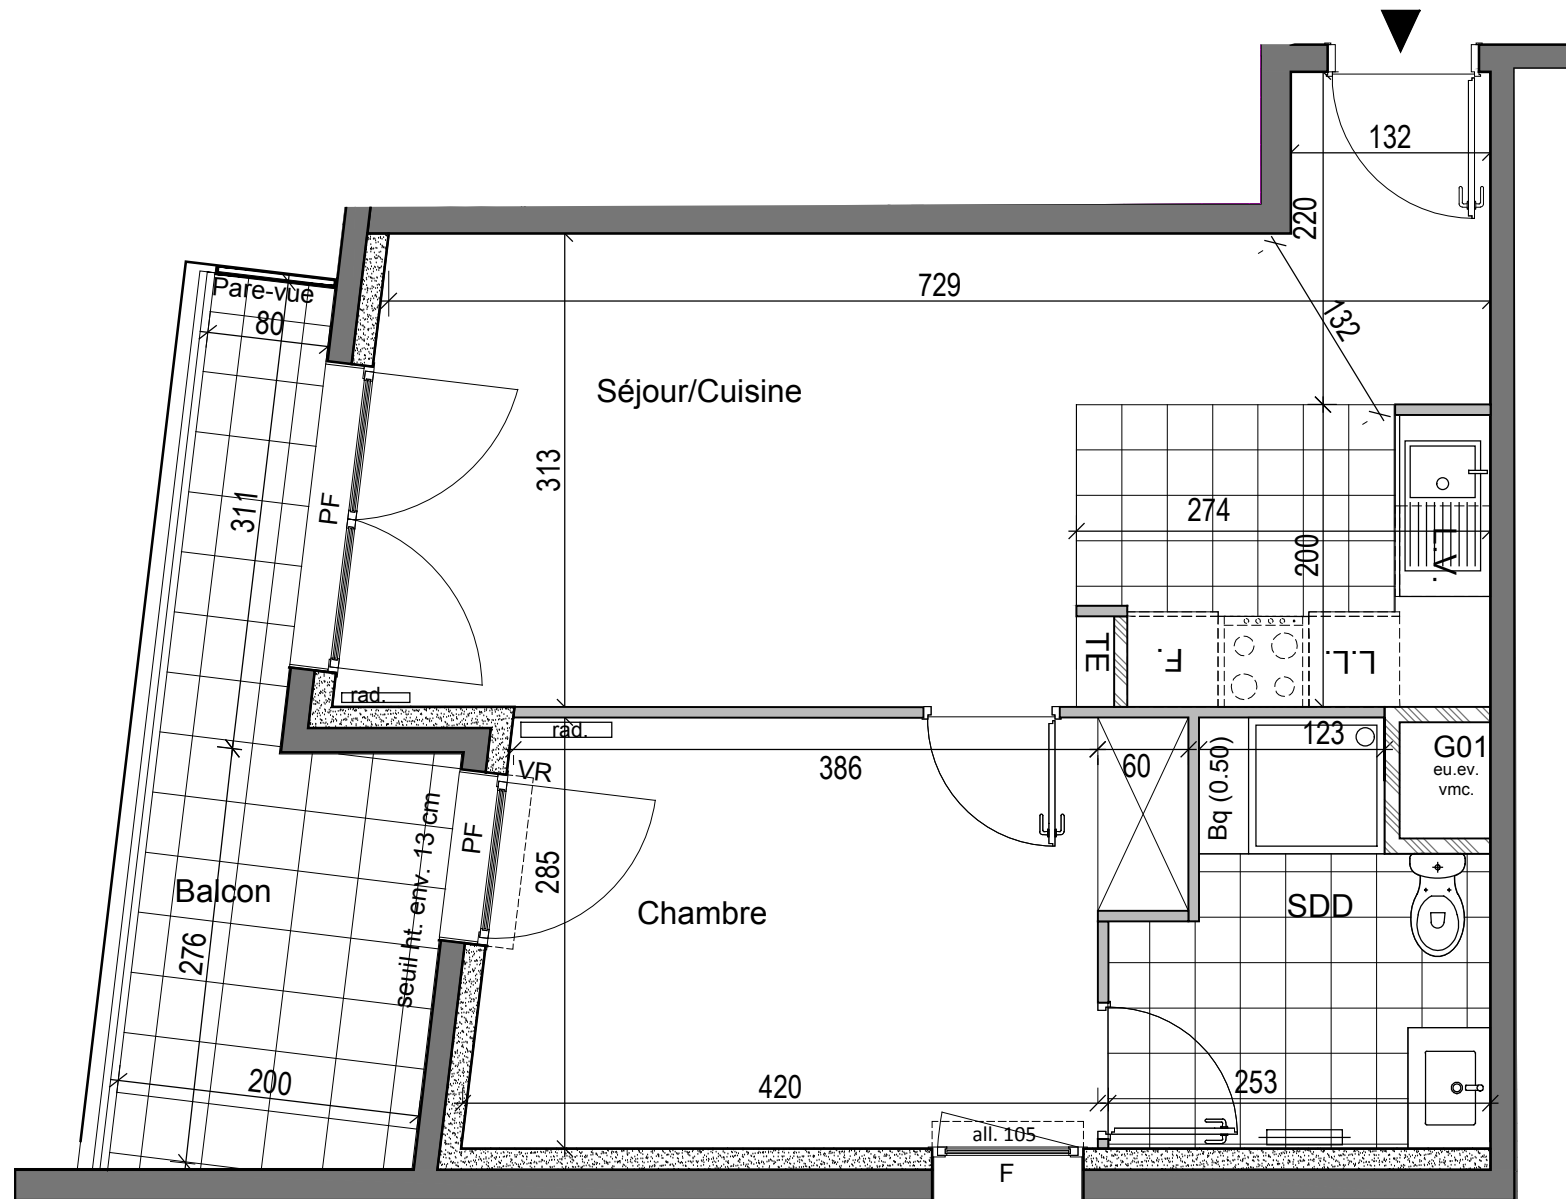 132
220
729
132
Pare-vue
80
Séjour/Cuisine
313
311
PF
274
200
L.V.
TE
F.
L.L.
rad.
rad.
VR
386
60
Bq (0.50)
123
G01
eu.ev.
vmc.
PF
seuil ht. env. 13 cm
285
Balcon
Chambre
SDD
276
200
420
253
all. 105
F